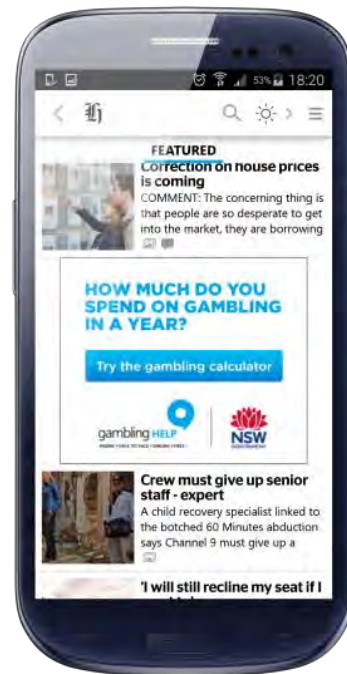 53% 18:20
FEATURED
Correction on house prices
is coming
COMMENT: The concerning thing is
that people are so desperate to get
into the market, they are borrowing
HOW MUCH DO YOU
SPEND ON GAMBLING
IN A YEAR?
Try the gambling calculator
gambling HELP
NSW
Crew must give up senior
staff - expert
A child recovery specialist linked to
the botched 60 Minutes abduction
says Channel 9 must give up a
'I will still recline my seat if I